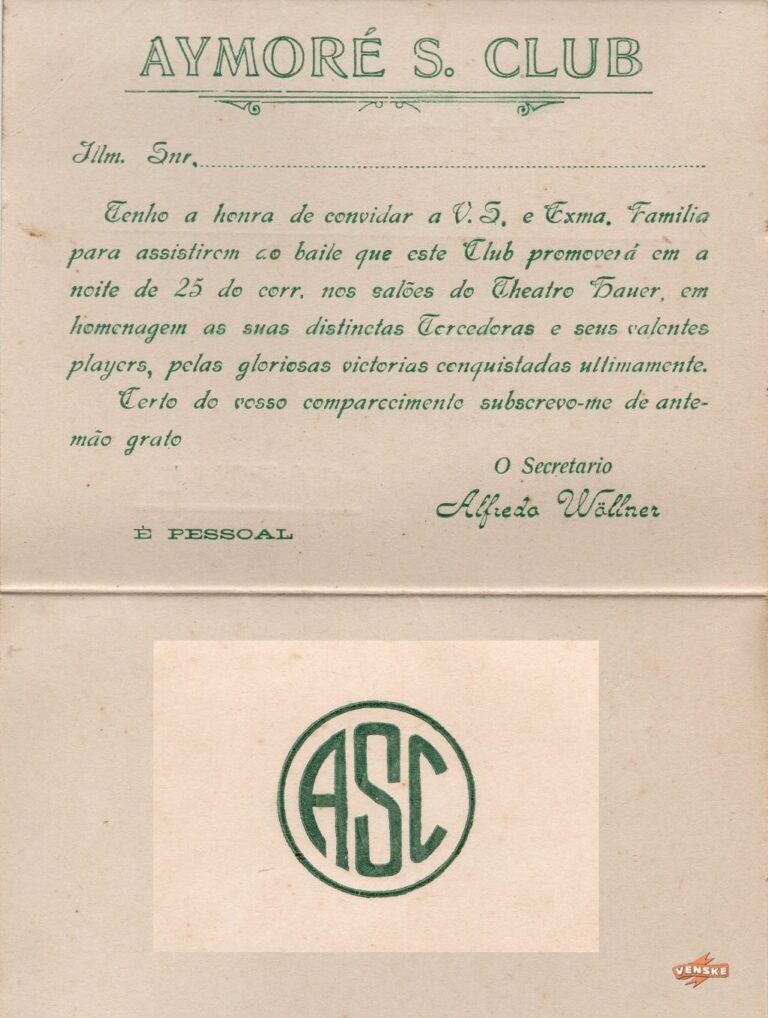 AYMORÉ S. CLUB
Illm. Snr.
Tenho a honra de convidar a V. S. e Exma. Familia
para assistirem ao baile que este Club promoverá em a
noite de 25 do corr. nos salões do Theatro Hauer, em
homenagem as suas distinctas Torcedoras e seus valentes
players, pelas gloriosas victorias conquistadas ultimamente.
Certo do vosso comparecimento subscrevo-me de ante-
mão grato
O Secretario
Alfredo Wöllner
É PESSOAL
ASC
VENSKE